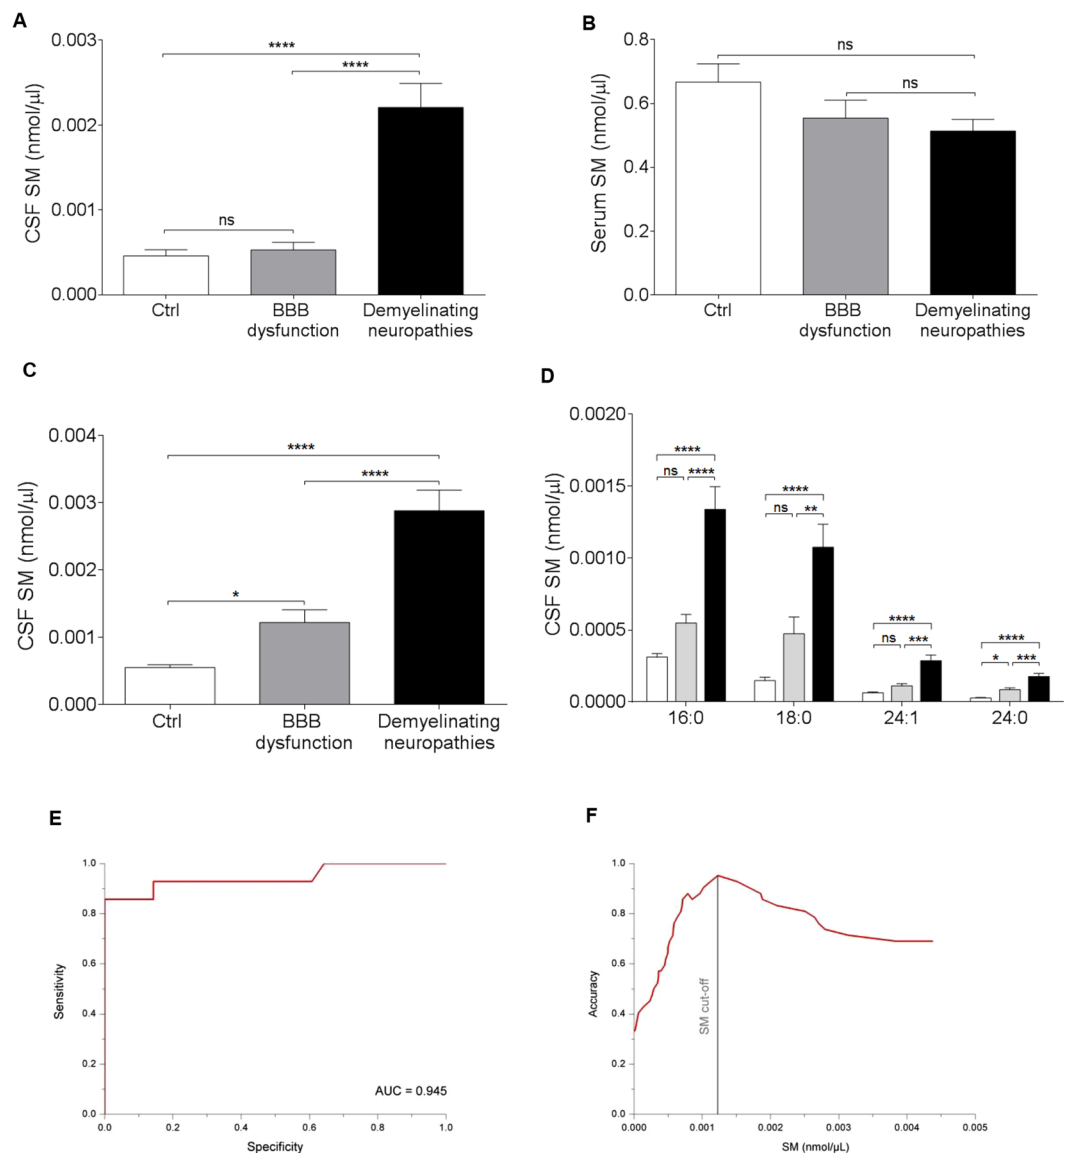 A
CSF SM (nmol/µl)
0.003
0.002
0.001
0.000
****
****
ns
Ctrl
BBB
dysfunction
Demyelinating
neuropathies
B
Serum SM (nmol/µl)
0.8
0.6
0.4
0.2
0.0
ns
ns
Ctrl
BBB
dysfunction
Demyelinating
neuropathies
C
CSF SM (nmol/µl)
0.004
0.003
0.002
0.001
0.000
****
****
*
Ctrl
BBB
dysfunction
Demyelinating
neuropathies
D
CSF SM (nmol/µl)
0.0020
0.0015
0.0010
0.0005
0.0000
****
ns ****
****
ns **
****
ns ***
****
* ***
16:0 18:0 24:1 24:0
E
Sensitivity
1.0
0.8
0.6
0.4
0.2
0.0
AUC = 0.945
0.0 0.2 0.4 0.6 0.8 1.0
Specificity
F
Accuracy
1.0
0.8
0.6
0.4
0.2
0.0
SM cut-off
0.000 0.001 0.002 0.003 0.004 0.005
SM (nmol/µL)